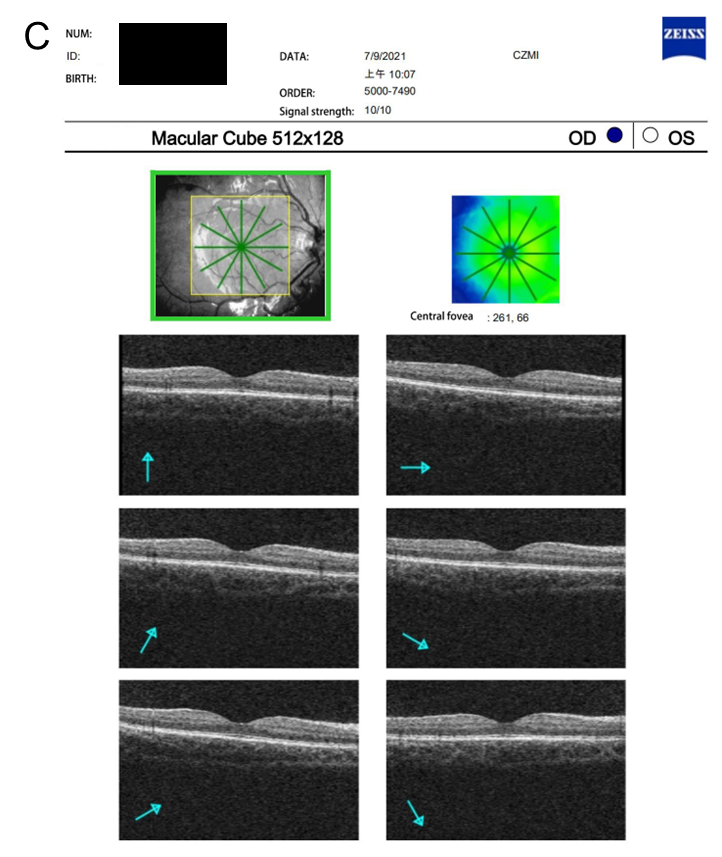 C
NUM:
ID:
BIRTH:
DATA: 7/9/2021 CZMI
上午 10:07
ORDER: 5000-7490
Signal strength: 10/10
ZEISS
Macular Cube 512x128 OD OS
Central fovea : 261, 66